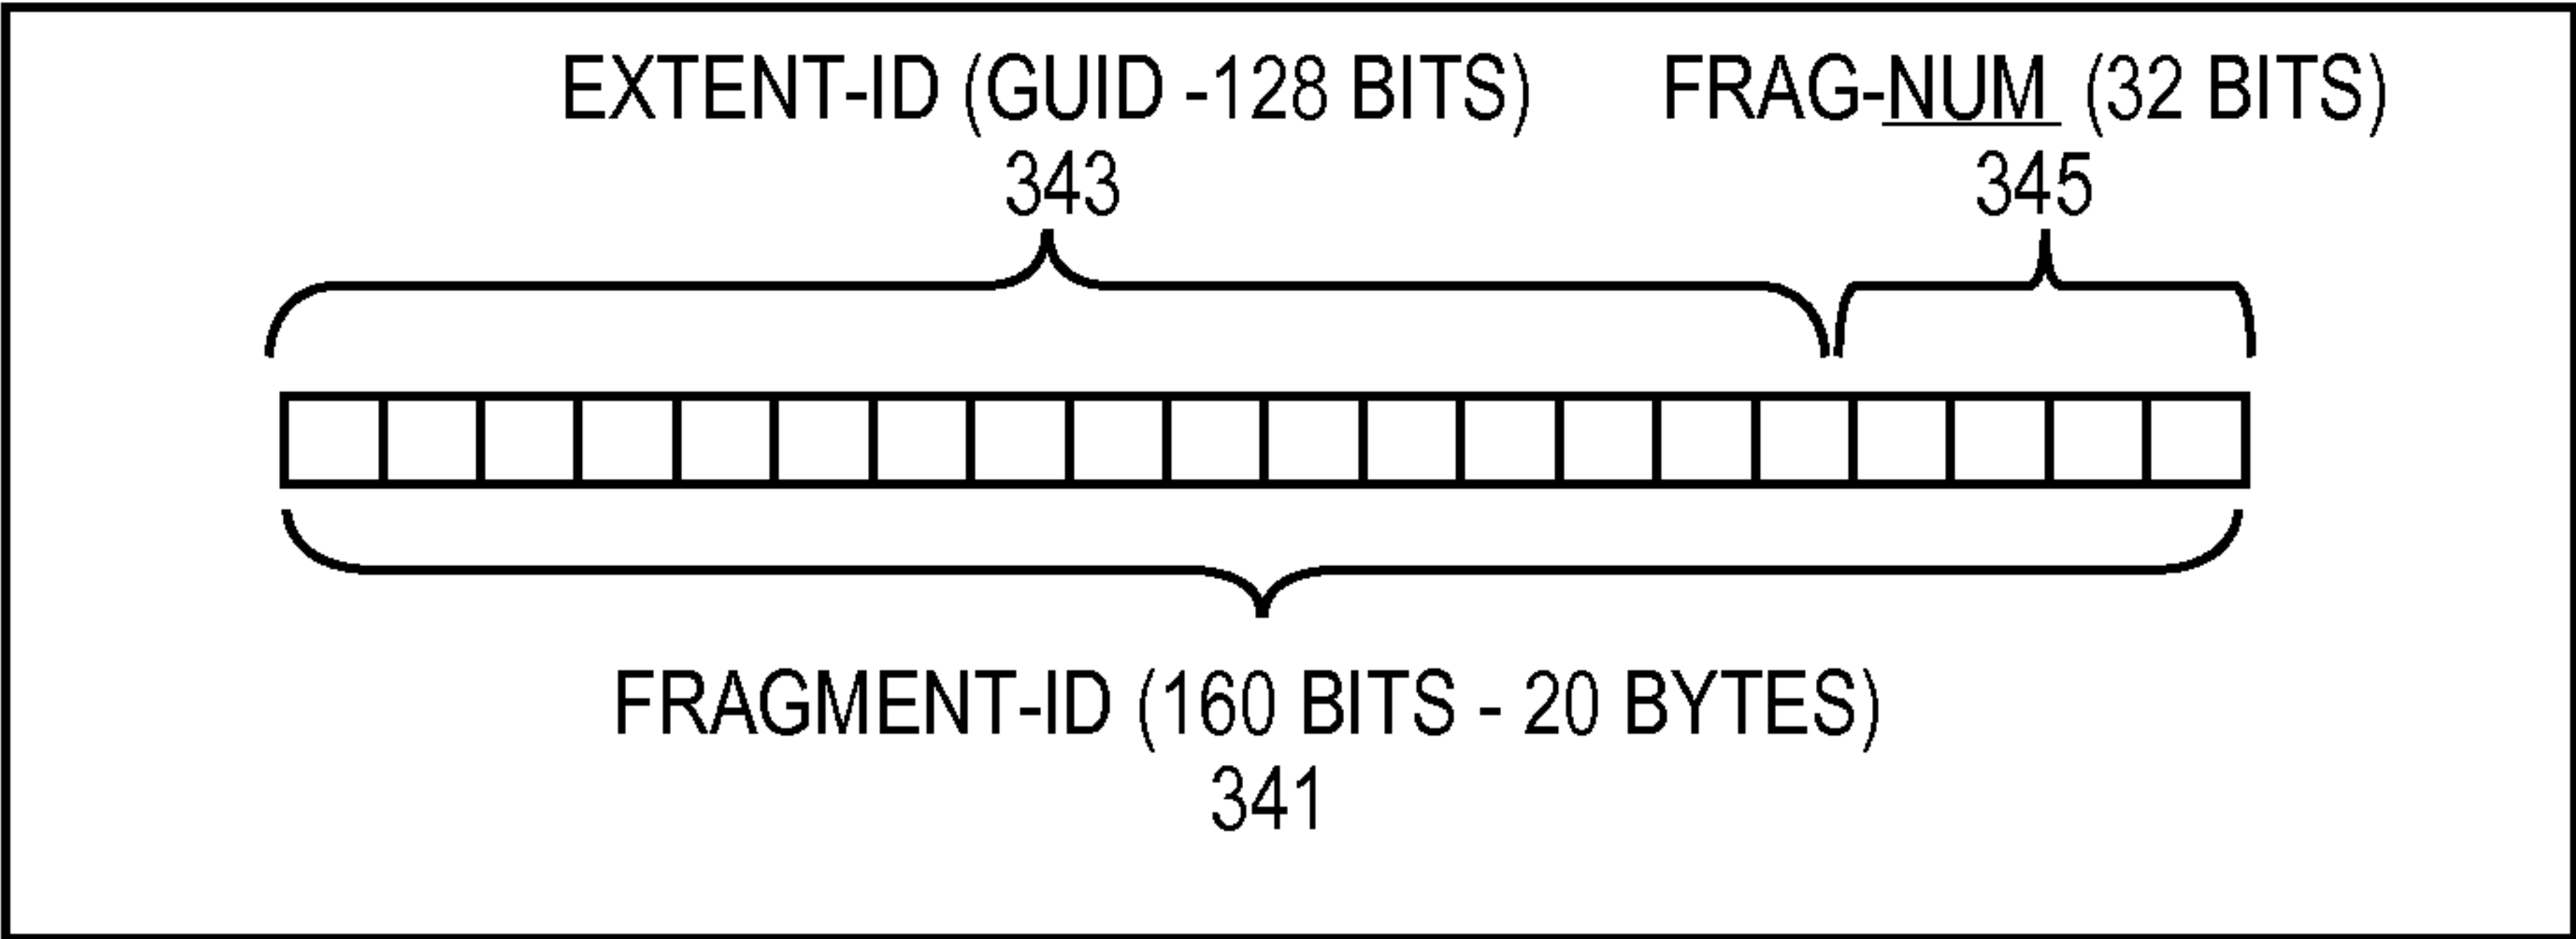 EXTENT-ID (GUID -128 BITS) FRAG-NUM (32 BITS)
343 345
FRAGMENT-ID (160 BITS - 20 BYTES)
341